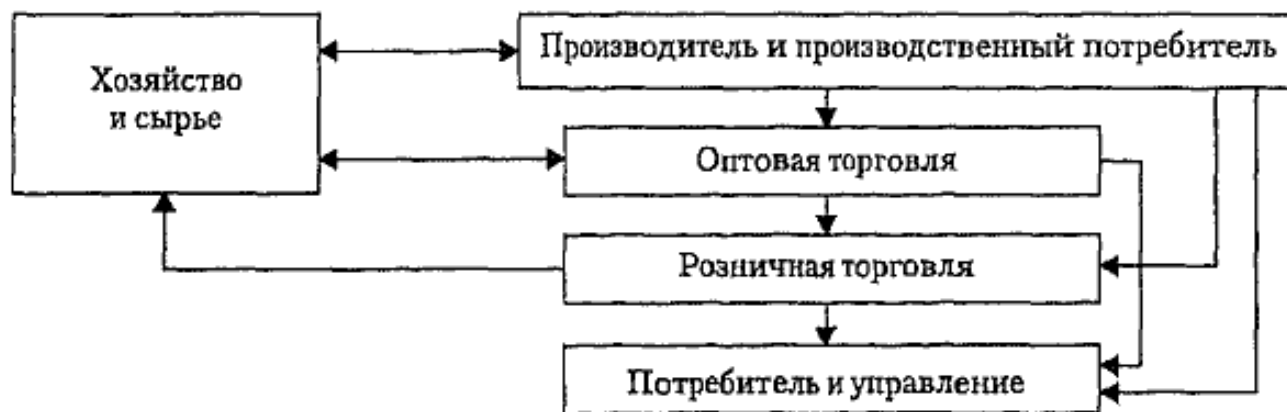 Хозяйство
и сырье
Производитель и производственный потребитель
Оптовая торговля
Розничная торговля
Потребитель и управление